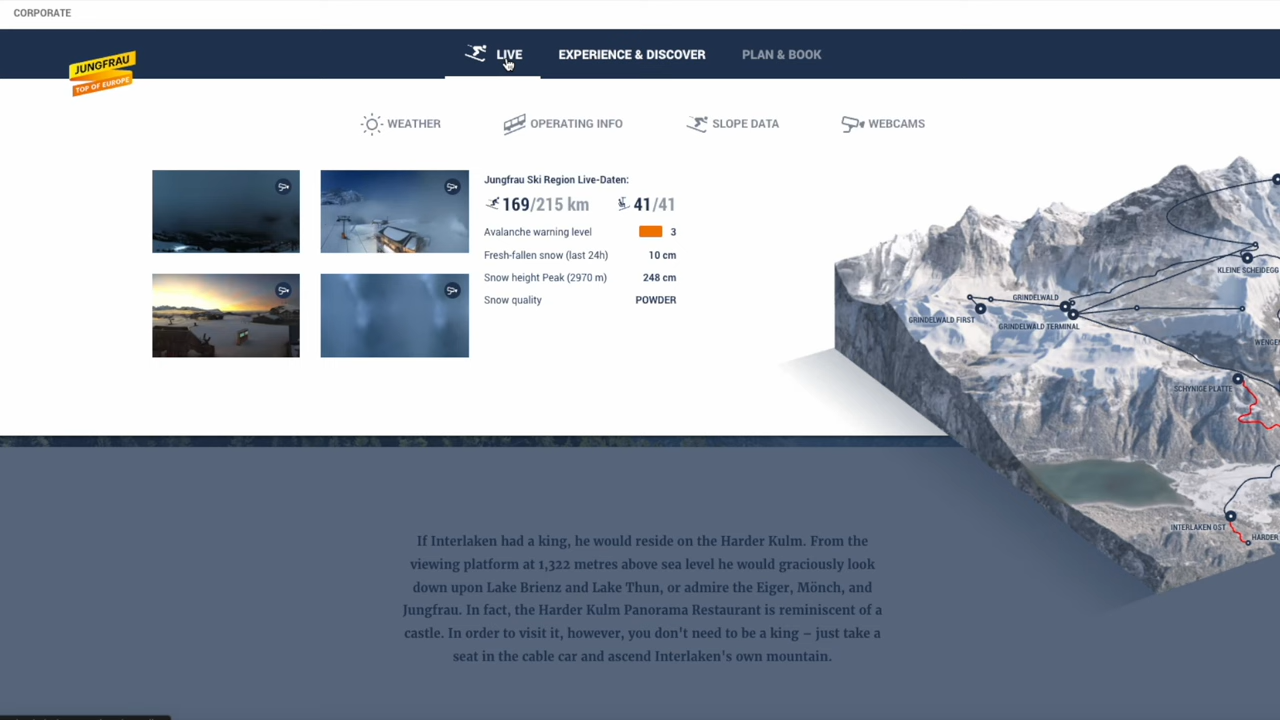 CORPORATE
JUNGFRAU
TOP OF EUROPE
LIVE
EXPERIENCE & DISCOVER
PLAN & BOOK
WEATHER
OPERATING INFO
SLOPE DATA
WEBCAMS
Jungfrau Ski Region Live-Daten:
169/215 km
41/41
Avalanche warning level
3
Fresh-fallen snow (last 24h)
10 cm
Snow height Peak (2970 m)
248 cm
Snow quality
POWDER
KLEINE SCHEIDEGG
GRINDELWALD
GRINDELWALD FIRST
GRINDELWALD TERMINAL
WENGEN
SCHYNIGE PLATTE
INTERLAKEN OST
HARDER
If Interlaken had a king, he would reside on the Harder Kulm. From the
viewing platform at 1,322 metres above sea level he would graciously look
down upon Lake Brienz and Lake Thun, or admire the Eiger, Mönch, and
Jungfrau. In fact, the Harder Kulm Panorama Restaurant is reminiscent of a
castle. In order to visit it, however, you don't need to be a king – just take a
seat in the cable car and ascend Interlaken's own mountain.